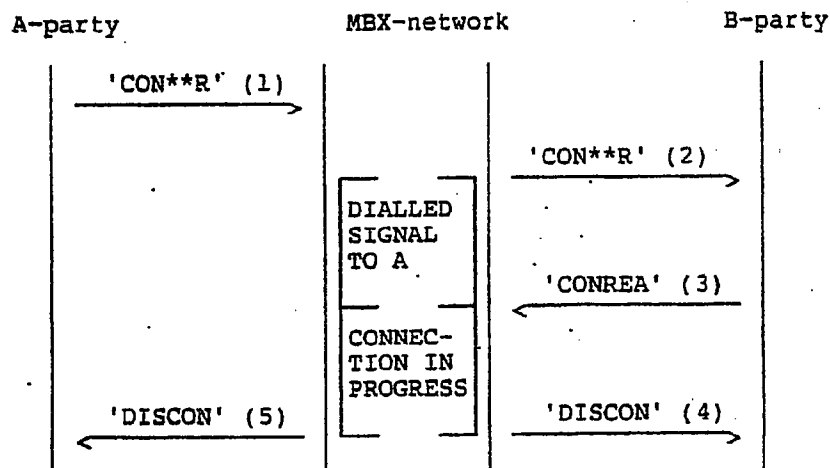 A-party MBX-network B-party
'CON**R' (1)
'CON**R' (2)
DIALLED
SIGNAL
TO A
'CONREA' (3)
CONNEC-
TION IN
PROGRESS
'DISCON' (5) 'DISCON' (4)